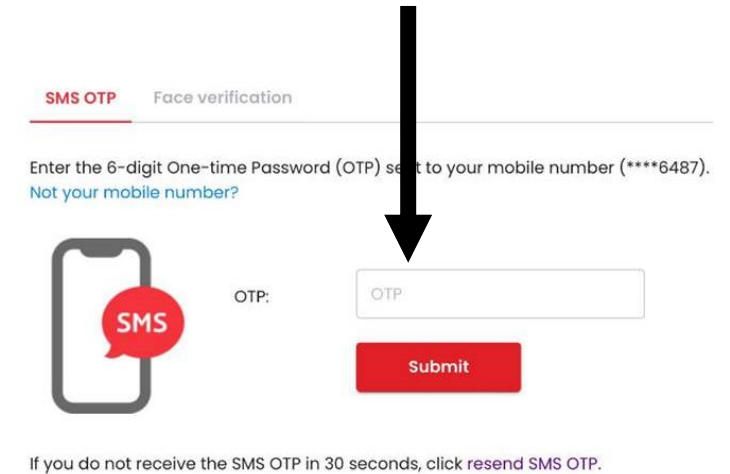 SMS OTP Face verification
Enter the 6-digit One-time Password (OTP) to your mobile number (****6487).
Not your mobile number?
SMS
OTP: OTP
Submit
If you do not receive the SMS OTP in 30 seconds, click resend SMS OTP.